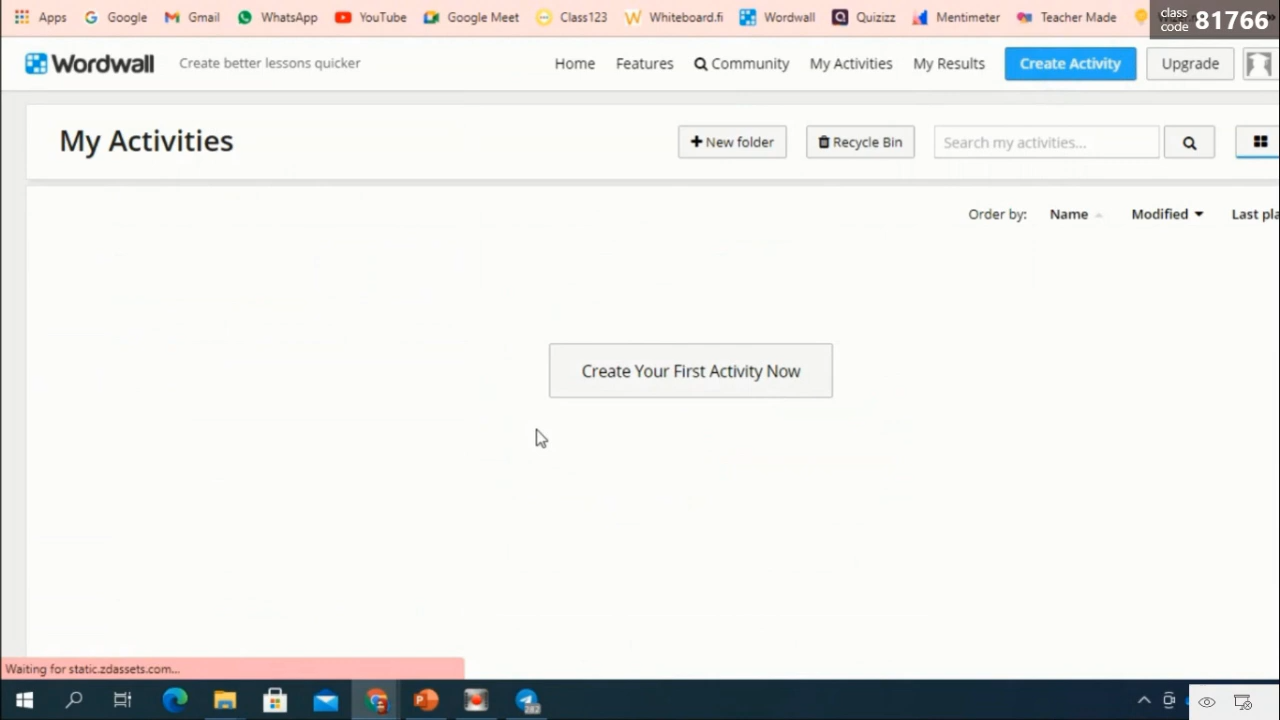 Apps Google Gmail WhatsApp YouTube Google Meet Class123 Whiteboard.fi Wordwall Quizizz Mentimeter Teacher Made
class code 81766
Wordwall Create better lessons quicker Home Features Community My Activities My Results Create Activity Upgrade
My Activities + New folder Recycle Bin Search my activities...
Order by: Name Modified Last pla
Create Your First Activity Now
Waiting for static.zdassets.com...